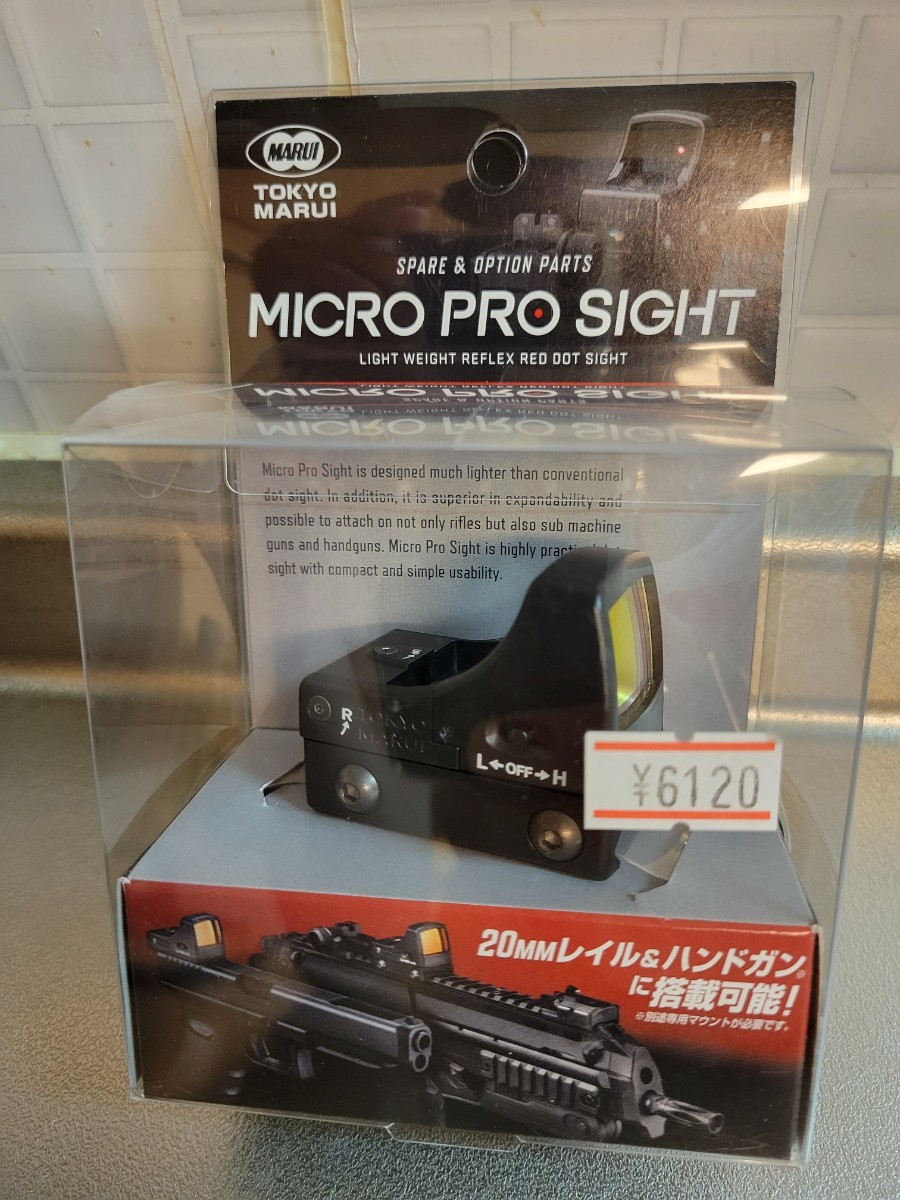 MARUI
TOKYO
MARUI
SPARE & OPTION PARTS
MICRO PRO SIGHT
LIGHT WEIGHT REFLEX RED DOT SIGHT
Micro Pro Sight is designed much lighter than conventional
dot sight. In addition, it is superior in expandability and
possible to attach on not only rifles but also sub machine
guns and handguns. Micro Pro Sight is highly
sight with compact and simple usability.
R
TOKYO
MARUI
L←OFF→H
¥6120
20MMレイル&ハンドガン※
に搭載可能!
※別途専用マウントが必要です。